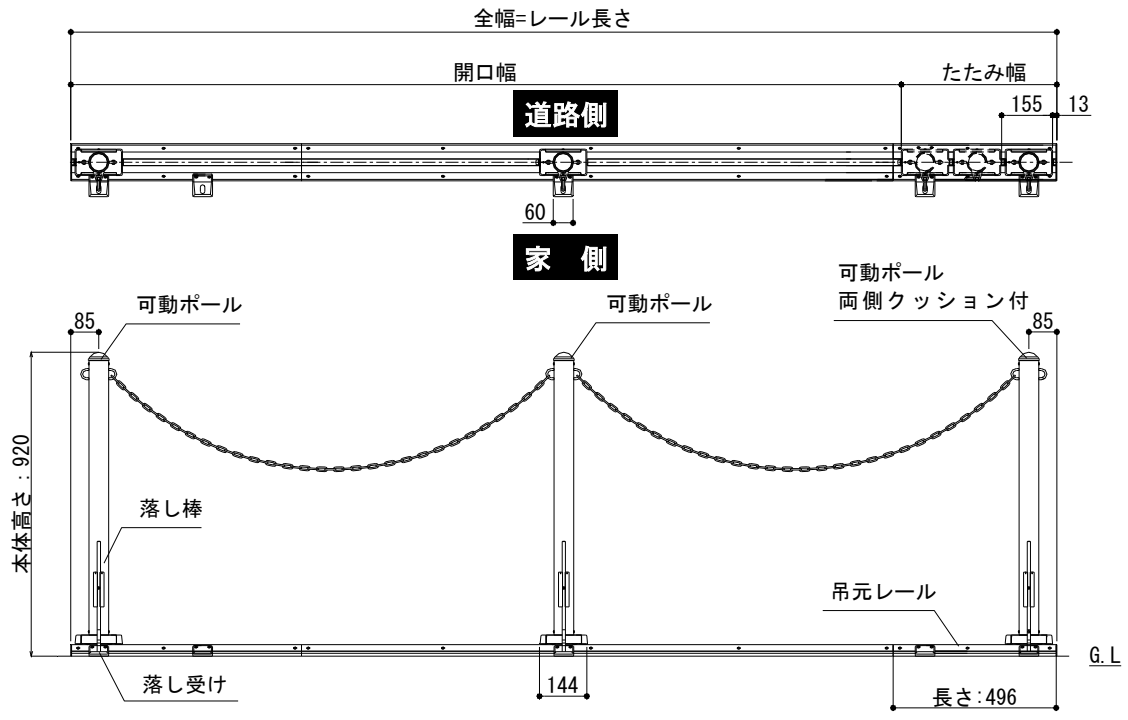 全幅=レール長さ
開口幅
たたみ幅
道路側
155
13
60
家 側
可動ポール
両側クッション付
可動ポール
可動ポール
85
85
本体高さ：920
落し棒
吊元レール
G.L
落し受け
144
長さ:496